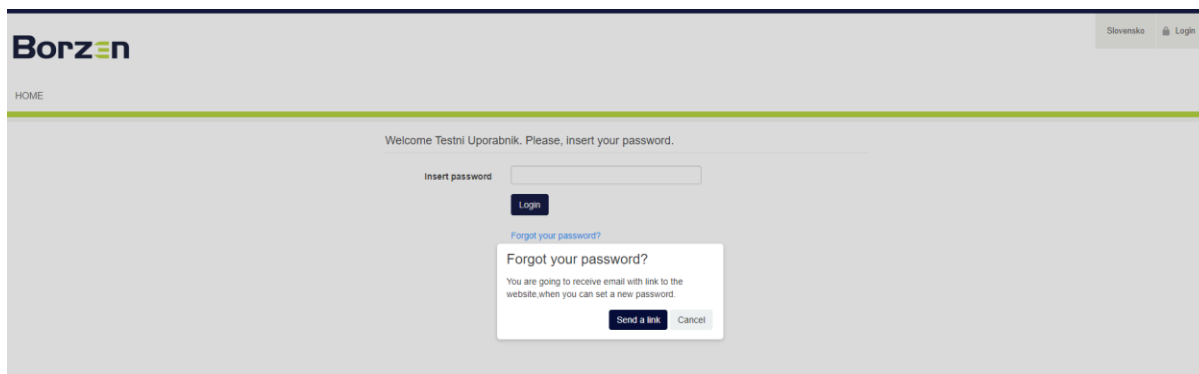 Borzen
Slovensko
Login
HOME
Welcome Testni Uporabnik. Please, insert your password.
Insert password
Login
Forgot your password?
Forgot your password?
You are going to receive email with link to the
website,when you can set a new password.
Send a link
Cancel